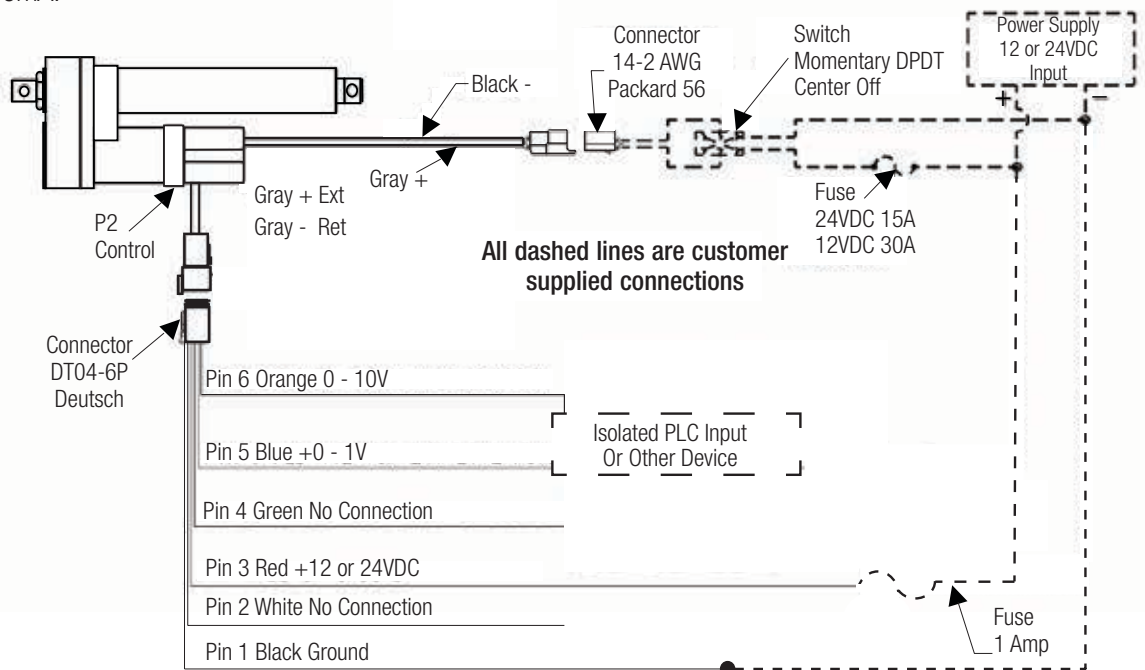 Connector
14-2 AWG
Packard 56
Switch
Momentary DPDT
Center Off
Power Supply
12 or 24VDC
Input
+
−
Black -
Gray +
Gray + Ext
Gray - Ret
P2
Control
Fuse
24VDC 15A
12VDC 30A
All dashed lines are customer
supplied connections
Connector
DT04-6P
Deutsch
Pin 6 Orange 0 - 10V
Isolated PLC Input
Or Other Device
Pin 5 Blue +0 - 1V
Pin 4 Green No Connection
Pin 3 Red +12 or 24VDC
Pin 2 White No Connection
Fuse
1 Amp
Pin 1 Black Ground